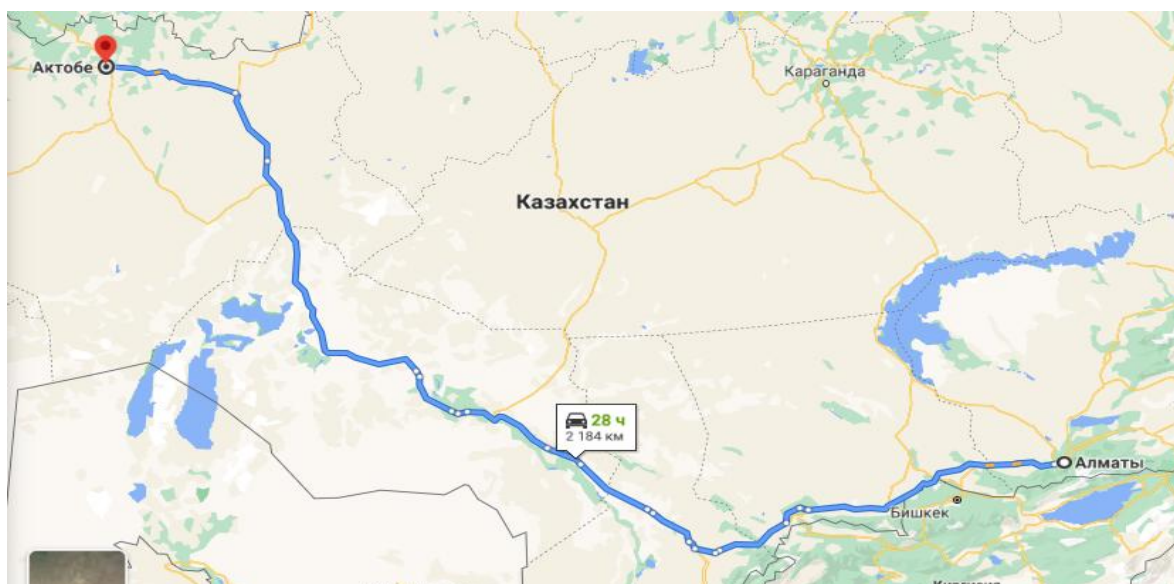 Актобе
Караганда
Казахстан
28 ч
2 184 км
Алматы
Бишкек